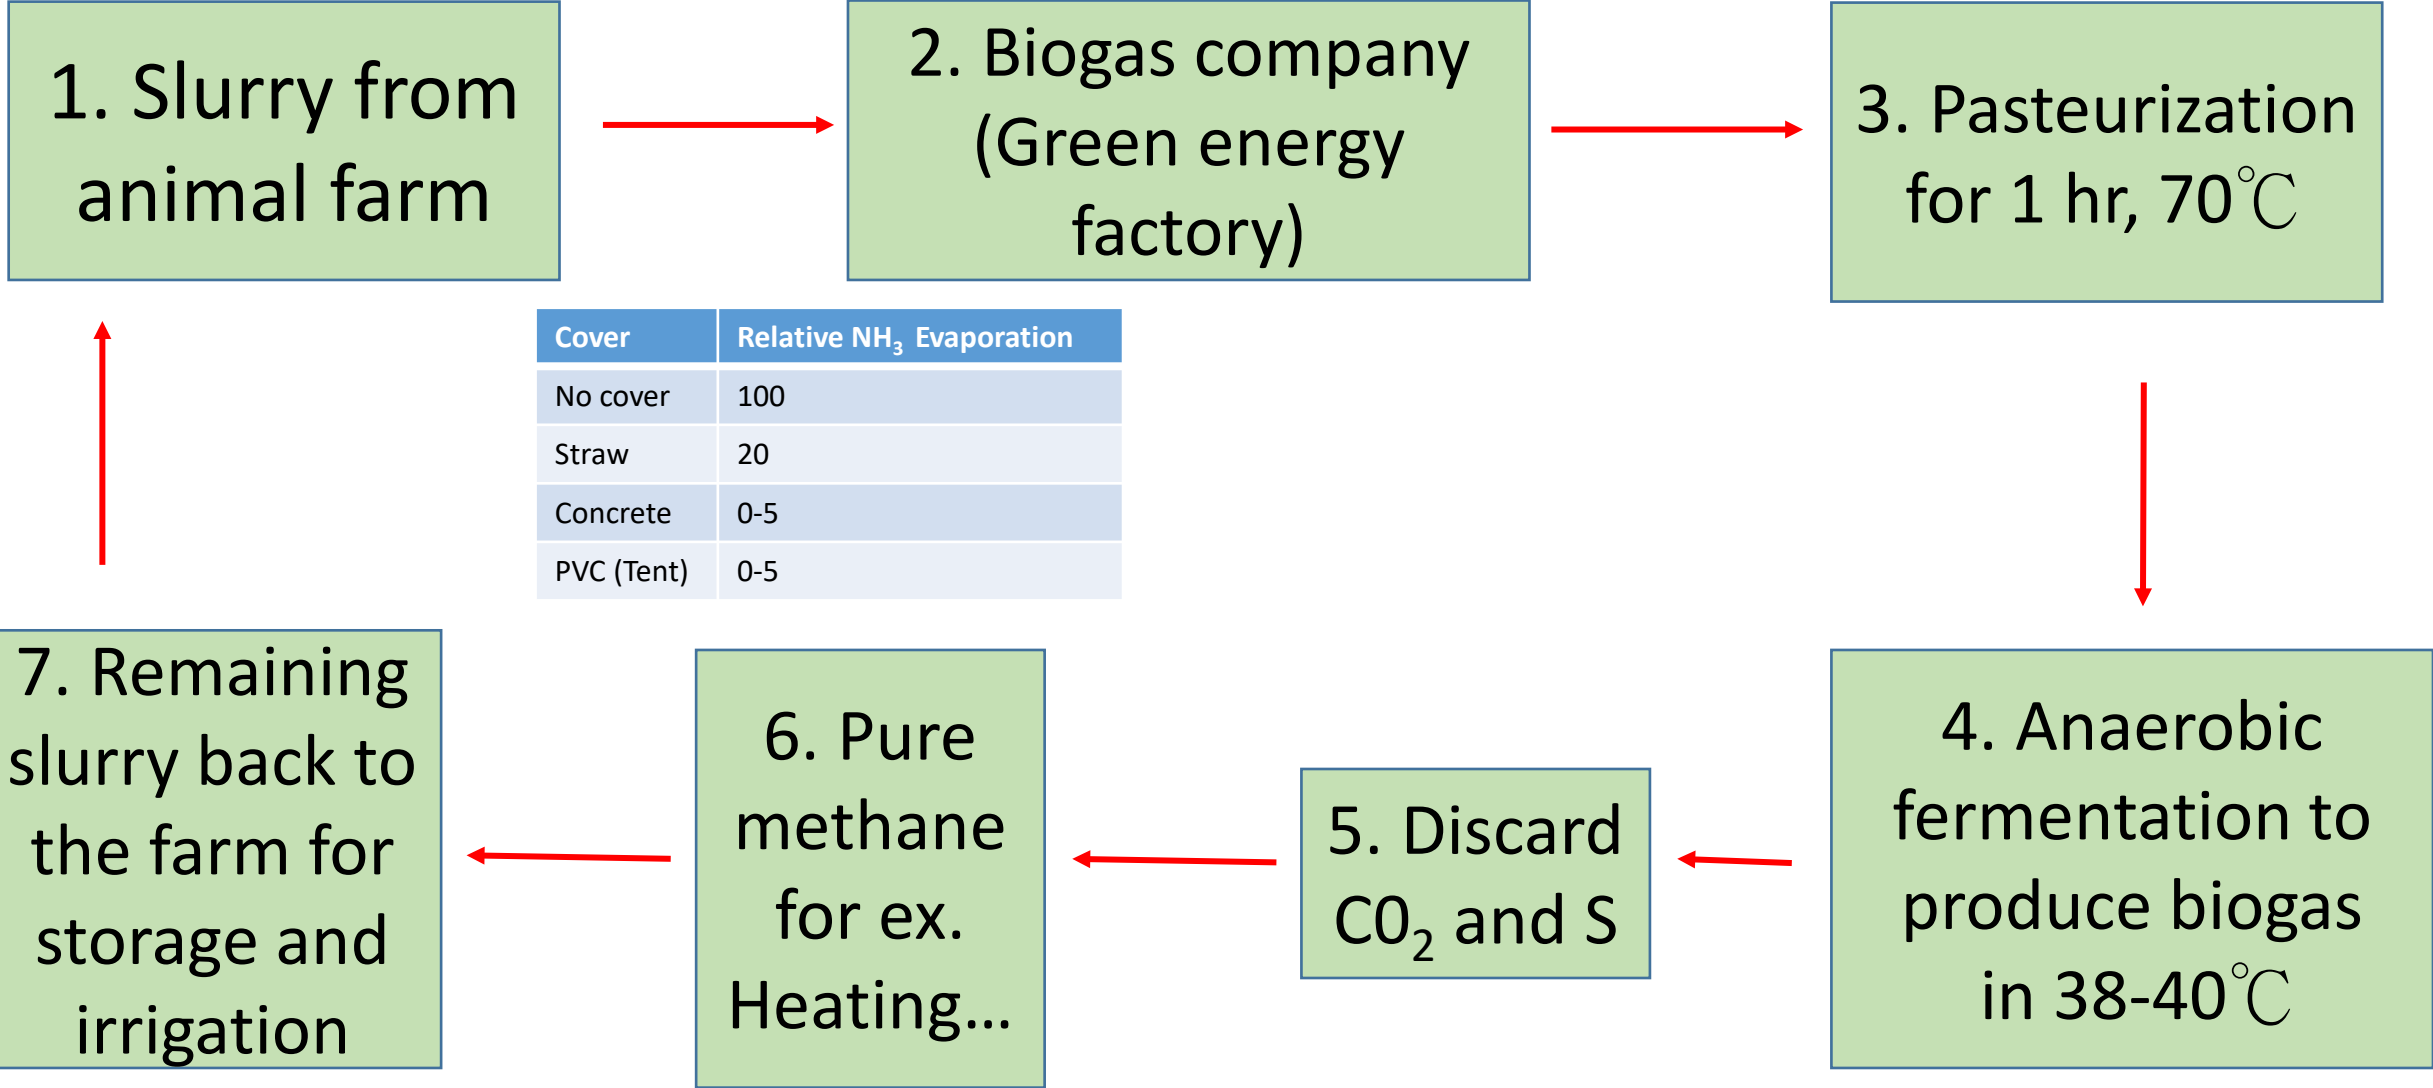 1. Slurry from
animal farm
2. Biogas company
(Green energy
factory)
3. Pasteurization
for 1 hr, 70℃
Cover Relative NH₃ Evaporation
No cover 100
Straw 20
Concrete 0-5
PVC (Tent) 0-5
4. Anaerobic
fermentation to
produce biogas
in 38-40℃
5. Discard
C0₂ and S
6. Pure
methane
for ex.
Heating...
7. Remaining
slurry back to
the farm for
storage and
irrigation